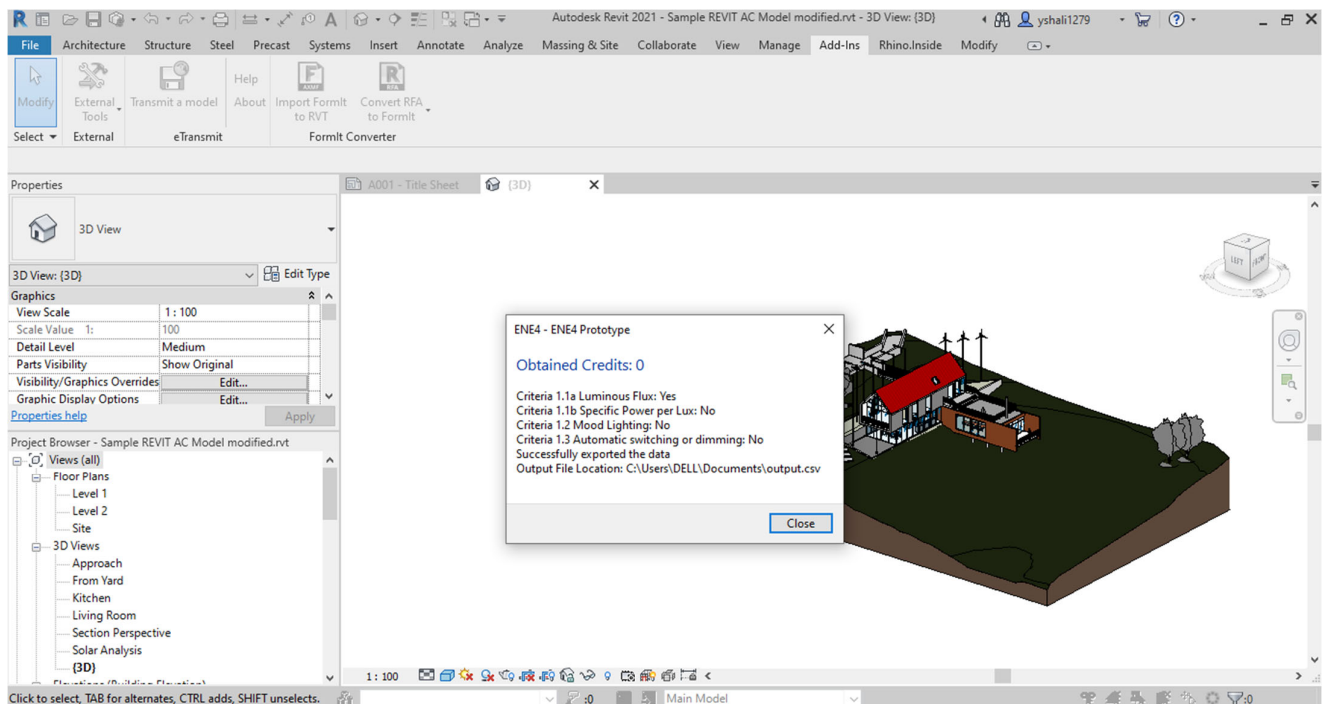 Autodesk Revit 2021 - Sample REVIT AC Model modified.rvt - 3D View: {3D}
yshali1279
File Architecture Structure Steel Precast Systems Insert Annotate Analyze Massing & Site Collaborate View Manage Add-Ins Rhino.Inside Modify
Modify
External
Tools
Transmit a model
Help
About
Import FormIt
to RVT
Convert RFA
to FormIt
Select External eTransmit FormIt Converter
Properties
A001 - Title Sheet
{3D}
3D View
3D View: {3D}
Edit Type
Graphics
View Scale 1 : 100
Scale Value 1: 100
Detail Level Medium
Parts Visibility Show Original
Visibility/Graphics Overrides Edit...
Graphic Display Options Edit...
Properties help
Apply
Project Browser - Sample REVIT AC Model modified.rvt
Views (all)
Floor Plans
Level 1
Level 2
Site
3D Views
Approach
From Yard
Kitchen
Living Room
Section Perspective
Solar Analysis
{3D}
Elevations (Building Elevation)
LEFT
FRONT
ENE4 - ENE4 Prototype
Obtained Credits: 0
Criteria 1.1a Luminous Flux: Yes
Criteria 1.1b Specific Power per Lux: No
Criteria 1.2 Mood Lighting: No
Criteria 1.3 Automatic switching or dimming: No
Successfully exported the data
Output File Location: C:\Users\DELL\Documents\output.csv
Close
1 : 100
Click to select, TAB for alternates, CTRL adds, SHIFT unselects.
:0
Main Model
:0